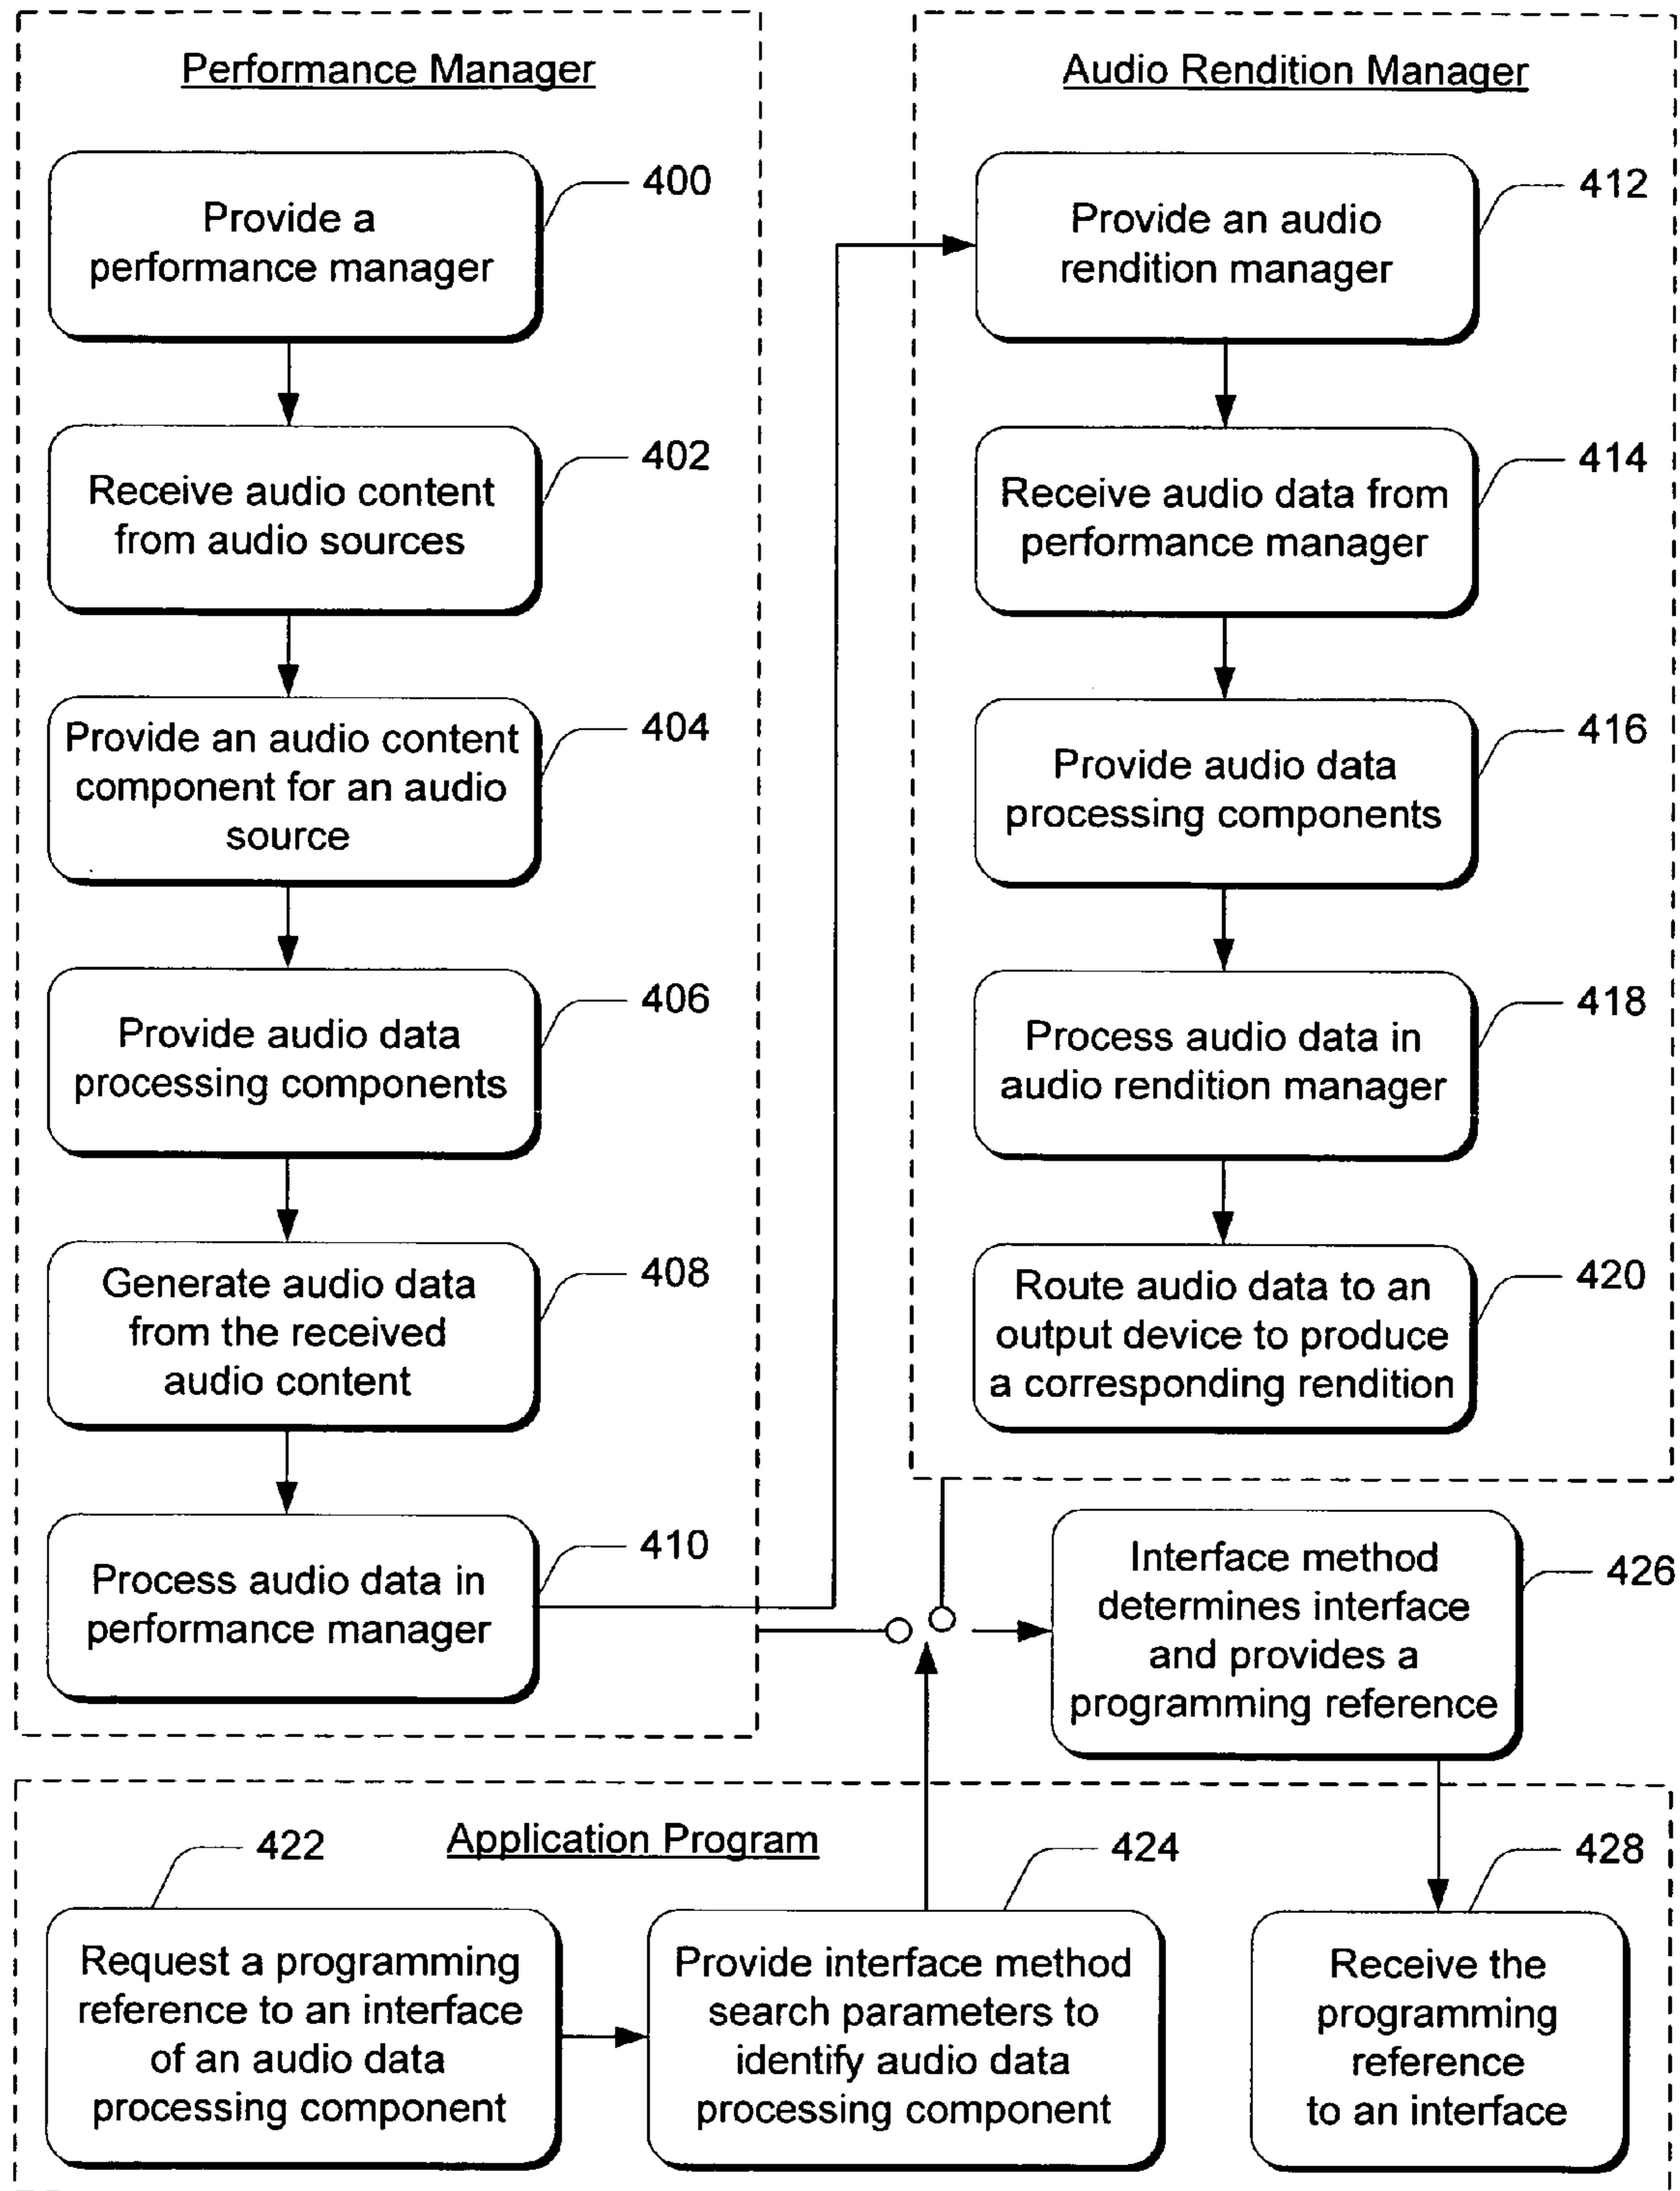 Performance Manager
Provide a
performance manager
400
Receive audio content
from audio sources
402
Provide an audio content
component for an audio
source
404
Provide audio data
processing components
406
Generate audio data
from the received
audio content
408
Process audio data in
performance manager
410
Audio Rendition Manager
Provide an audio
rendition manager
412
Receive audio data from
performance manager
414
Provide audio data
processing components
416
Process audio data in
audio rendition manager
418
Route audio data to an
output device to produce
a corresponding rendition
420
Interface method
determines interface
and provides a
programming reference
426
Application Program
422
Request a programming
reference to an interface
of an audio data
processing component
424
Provide interface method
search parameters to
identify audio data
processing component
428
Receive the
programming
reference
to an interface